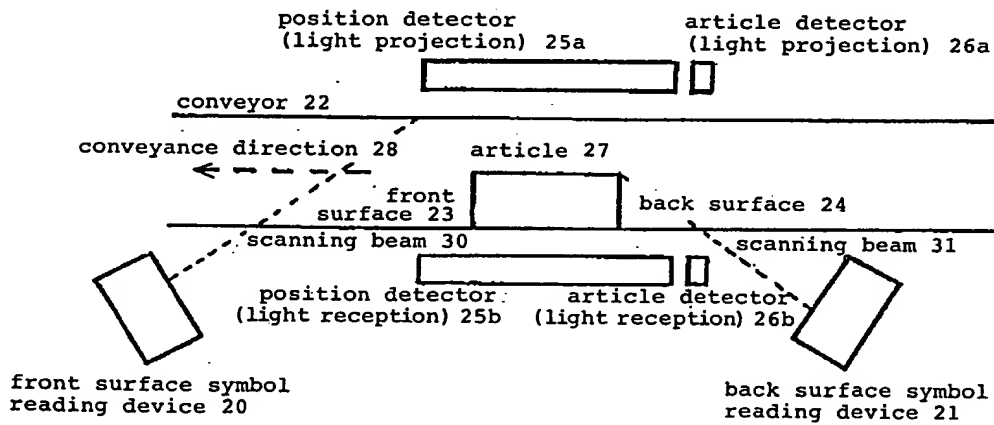 position detector
(light projection) 25a
article detector
(light projection) 26a
conveyor 22
conveyance direction 28
article 27
front
surface 23
back surface 24
scanning beam 30
scanning beam 31
position detector
(light reception) 25b
article detector
(light reception) 26b
front surface symbol
reading device 20
back surface symbol
reading device 21